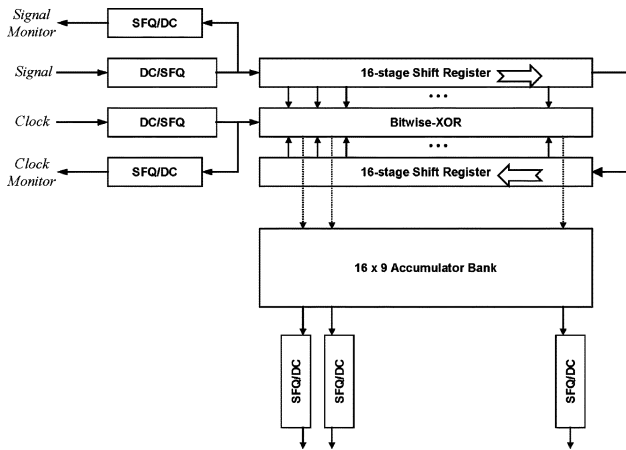 Signal
Monitor
SFQ/DC
Signal
DC/SFQ
16-stage Shift Register
...
Clock
DC/SFQ
Bitwise-XOR
...
Clock
Monitor
SFQ/DC
16-stage Shift Register
16 x 9 Accumulator Bank
SFQ/DC
SFQ/DC
SFQ/DC